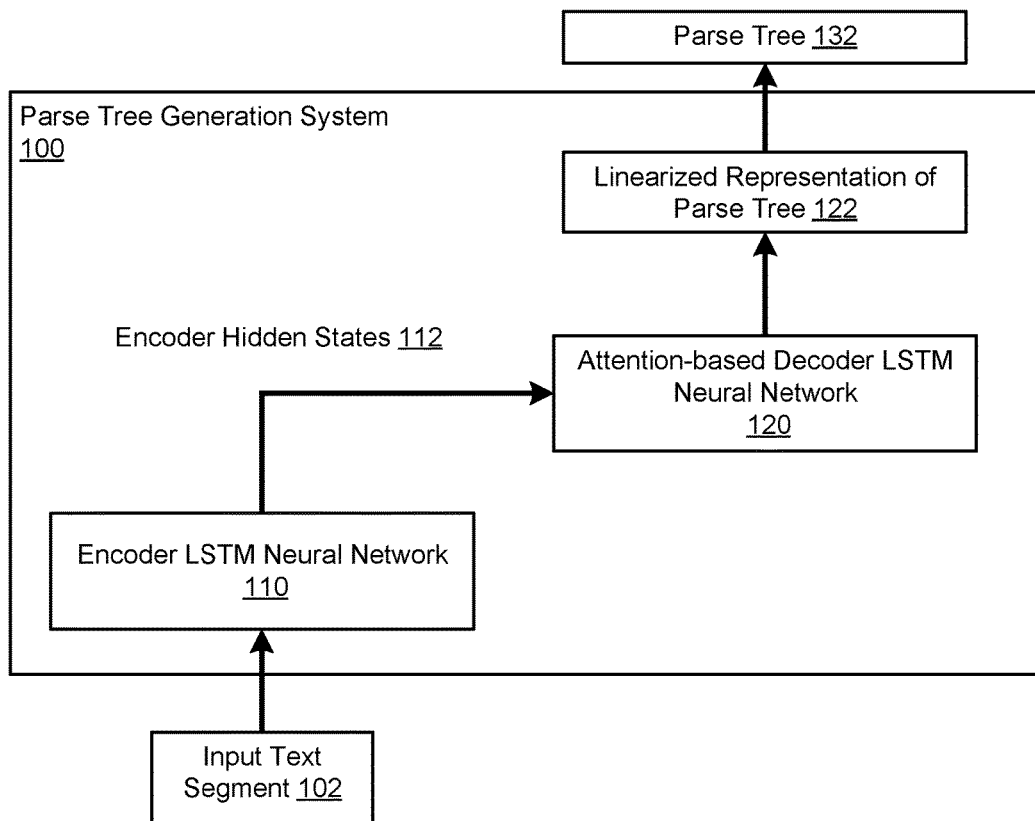 Parse Tree 132
Parse Tree Generation System
100
Linearized Representation of
Parse Tree 122
Encoder Hidden States 112
Attention-based Decoder LSTM
Neural Network
120
Encoder LSTM Neural Network
110
Input Text
Segment 102